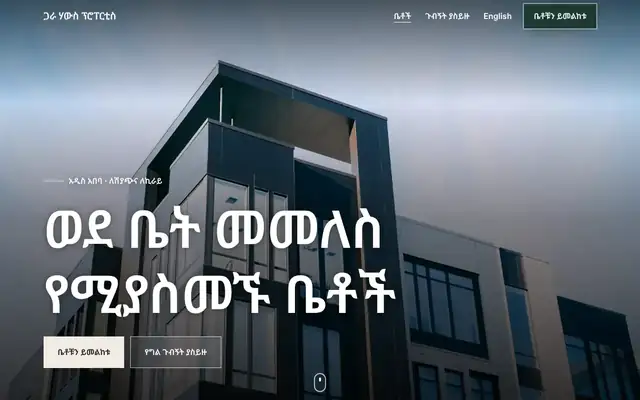 ጋራ ሃውስ ፕሮፐርቲስ
ቤቶች ጉብኝት ያስይዙ English ቤቶቹን ይመልከቱ
አዲስ አበባ · ለሽያጭና ለኪራይ
ወደ ቤት መመለስ
የሚያስመኙ ቤቶች
ቤቶቹን ይመልከቱ የግል ጉብኝት ያስይዙ